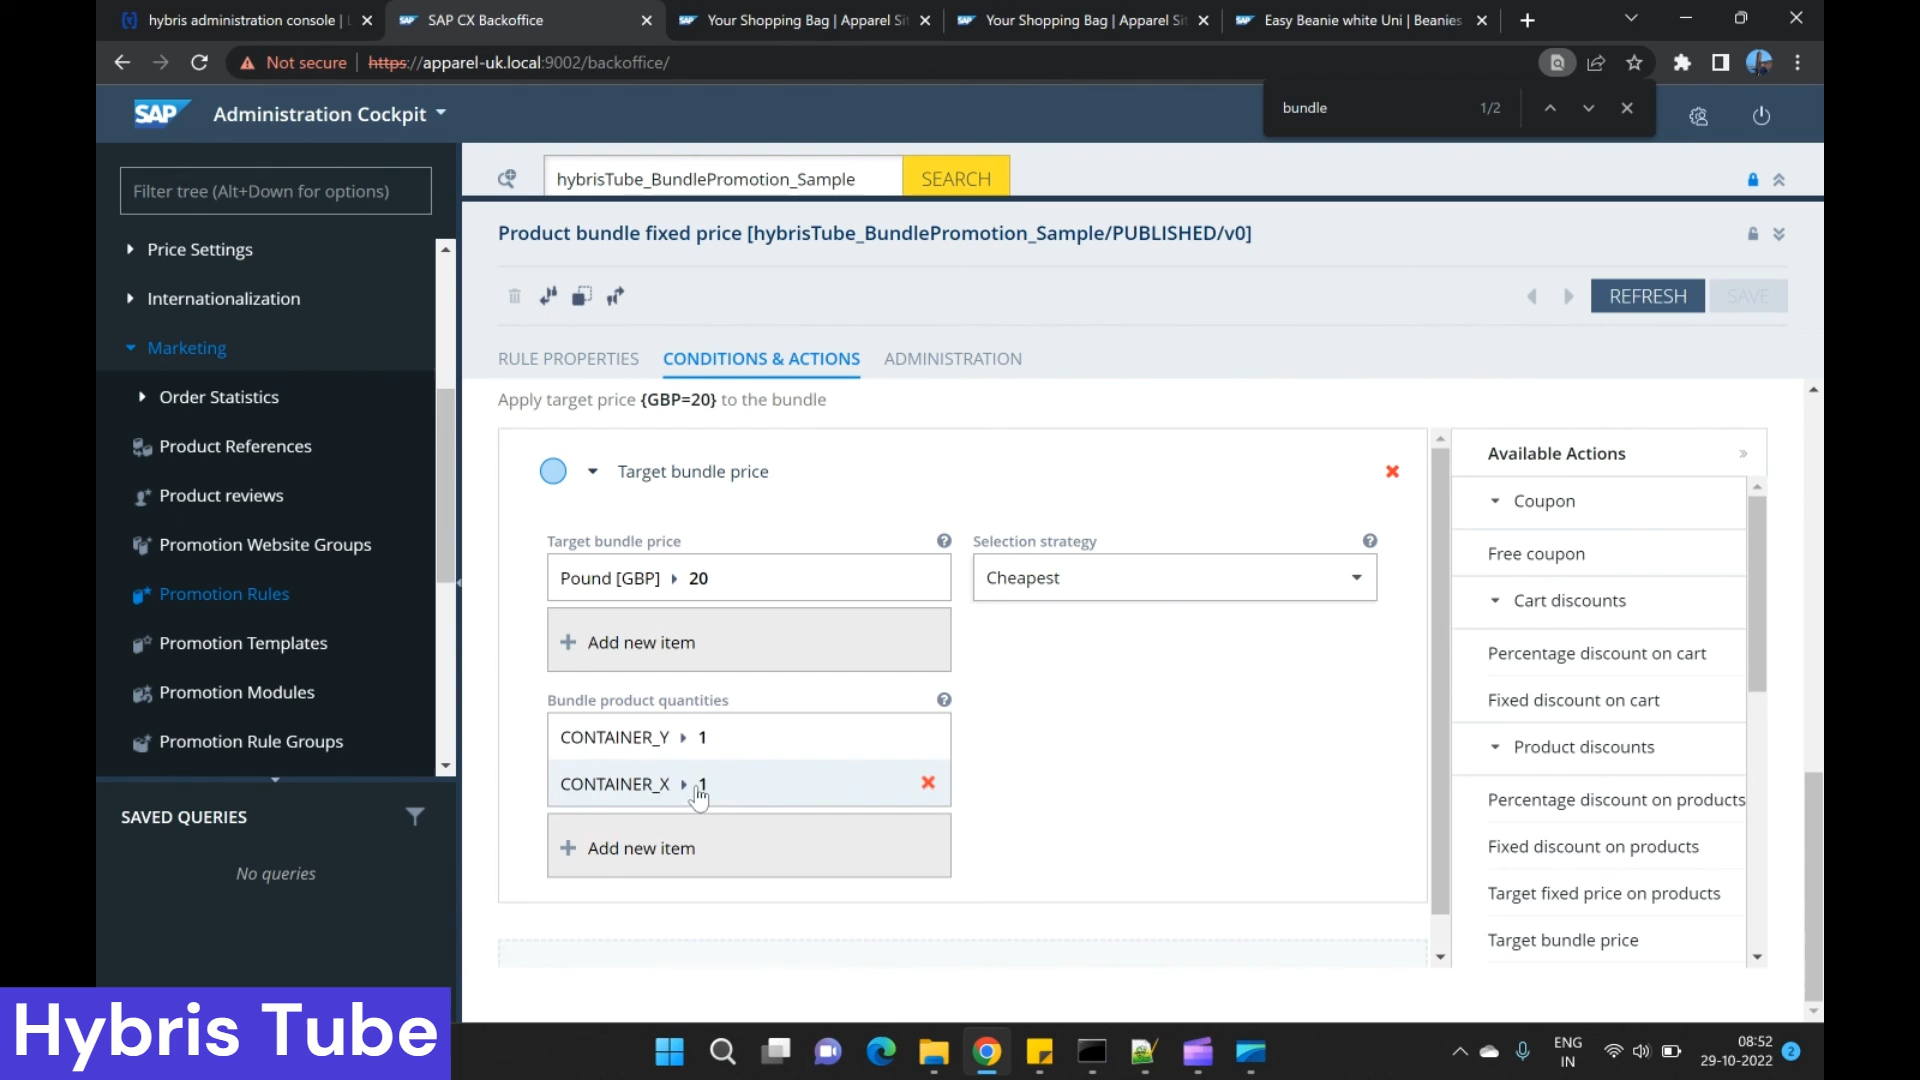 hybris administration console |
SAP CX Backoffice
Your Shopping Bag | Apparel Sit
Your Shopping Bag | Apparel Sit
Easy Beanie white Uni | Beanies
Not secure
https://apparel-uk.local:9002/backoffice/
bundle
1/2
SAP
Administration Cockpit
hybrisTube_BundlePromotion_Sample
SEARCH
Filter tree (Alt+Down for options)
Price Settings
Internationalization
Marketing
Order Statistics
Product References
Product reviews
Promotion Website Groups
Promotion Rules
Promotion Templates
Promotion Modules
Promotion Rule Groups
SAVED QUERIES
No queries
Product bundle fixed price [hybrisTube_BundlePromotion_Sample/PUBLISHED/v0]
REFRESH
SAVE
RULE PROPERTIES
CONDITIONS & ACTIONS
ADMINISTRATION
Apply target price {GBP=20} to the bundle
Target bundle price
Target bundle price
Pound [GBP] 20
Add new item
Selection strategy
Cheapest
Bundle product quantities
CONTAINER_Y 1
CONTAINER_X 1
Add new item
Available Actions
Coupon
Free coupon
Cart discounts
Percentage discount on cart
Fixed discount on cart
Product discounts
Percentage discount on products
Fixed discount on products
Target fixed price on products
Target bundle price
Hybris Tube
ENG
IN
08:52
29-10-2022
2